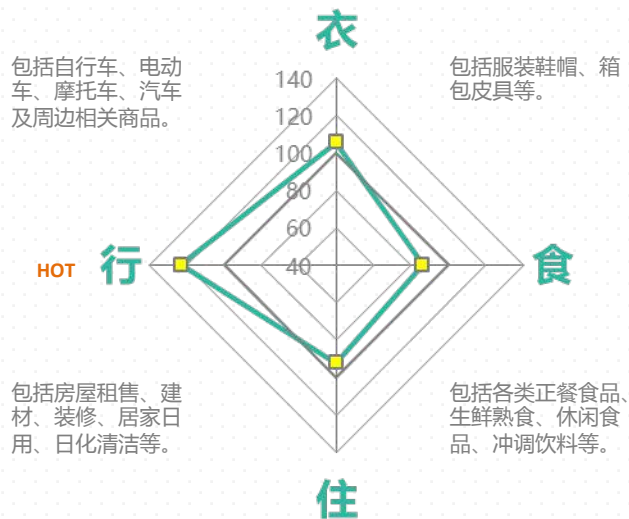 衣
包括自行车、电动
车、摩托车、汽车
及周边相关商品。
包括服装鞋帽、箱
包皮具等。
140
120
100
80
60
40
HOT
行
食
包括房屋租售、建
材、装修、居家日
用、日化清洁等。
包括各类正餐食品、
生鲜熟食、休闲食
品、冲调饮料等。
住